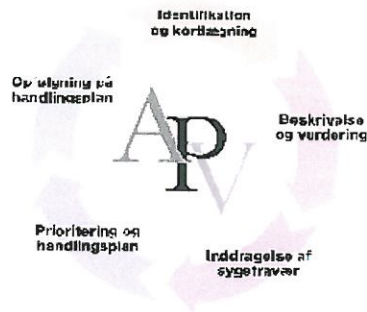 Identifikation
og kortlægning
Beskrivelse
og vurdering
Inddragelse af
sygefravær
Prioritering og
handlingsplan
Opfølgning på
handlingsplan
APV